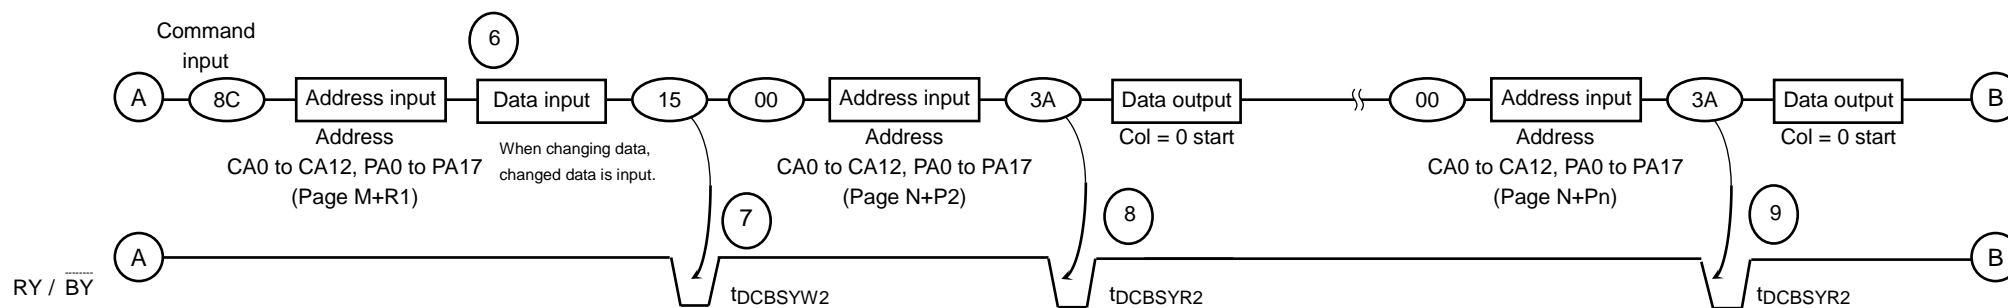 Command
input
6
A
8C
Address input
Data input
15
00
Address input
3A
Data output
00
Address input
3A
Data output
B
Address
CA0 to CA12, PA0 to PA17
(Page M+R1)
When changing data,
changed data is input.
Address
CA0 to CA12, PA0 to PA17
(Page N+P2)
Col = 0 start
Address
CA0 to CA12, PA0 to PA17
(Page N+Pn)
Col = 0 start
7
8
9
A
B
RY / BY
tDCBSYW2
tDCBSYR2
tDCBSYR2